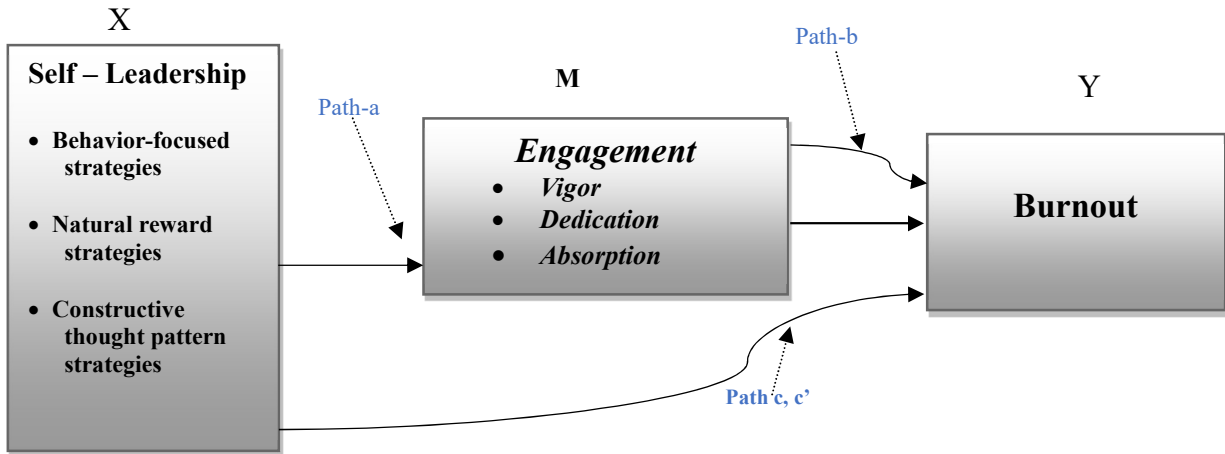 X
Self – Leadership
• Behavior-focused
strategies
• Natural reward
strategies
• Constructive
thought pattern
strategies
Path-a
M
Engagement
• Vigor
• Dedication
• Absorption
Path-b
Y
Burnout
Path c, c’